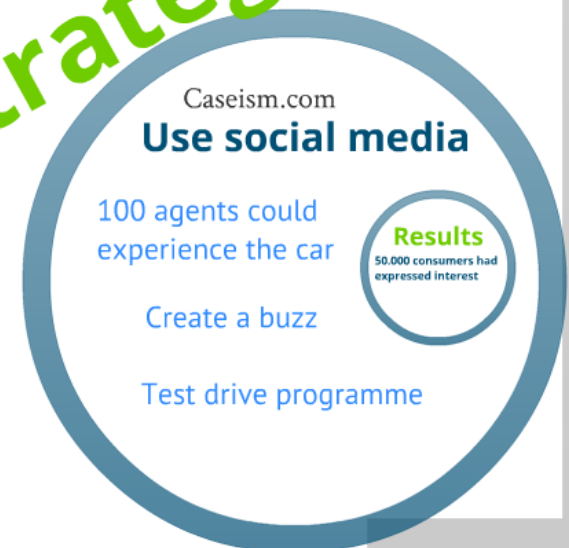 trateg
Caseism.com
Use social media
100 agents could
experience the car
Results
50.000 consumers had
expressed interest
Create a buzz
Test drive programme